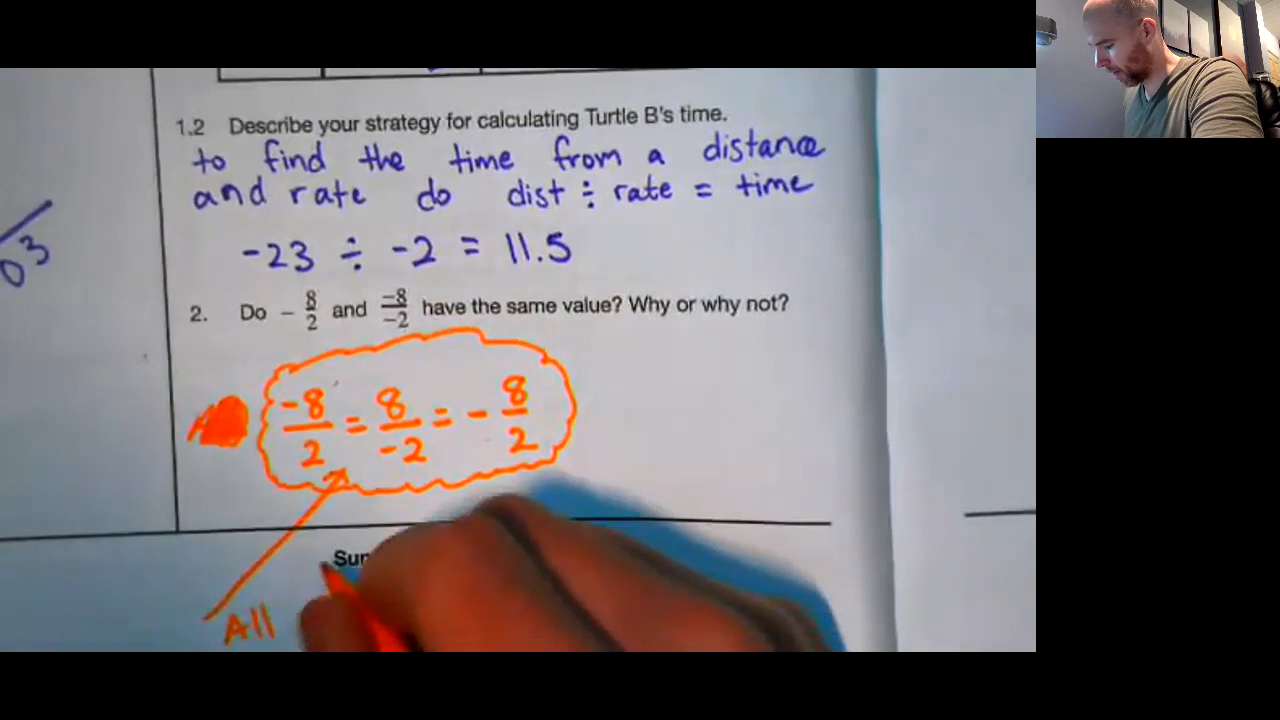 1.2 Describe your strategy for calculating Turtle B's time.
to find the time from a distance
and rate do dist ÷ rate = time
-23 ÷ -2 = 11.5
03
2. Do - 8/2 and -8/-2 have the same value? Why or why not?
-8/2 = 8/-2 = - 8/2
All